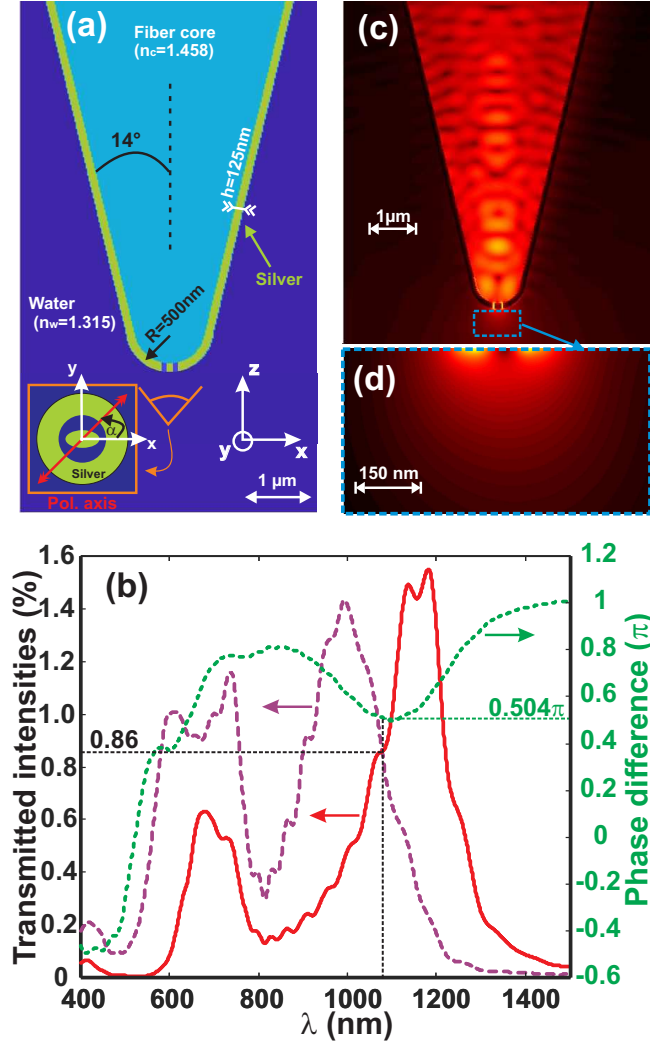 (a)
Fiber core
(nc=1.458)
14°
h=125nm
Silver
Water
(nw=1.315)
R=500nm
y
x
α
Silver
Pol. axis
z
y
x
1 µm
(c)
1µm
(d)
150 nm
(b)
Transmitted intensities (%)
1.6
1.4
1.2
1.0
0.8
0.6
0.4
0.2
0
0.86
0.504π
400
600
800
1000
1200
1400
λ (nm)
1.2
1
0.8
0.6
0.4
0.2
0
-0.2
-0.4
-0.6
Phase difference (π)